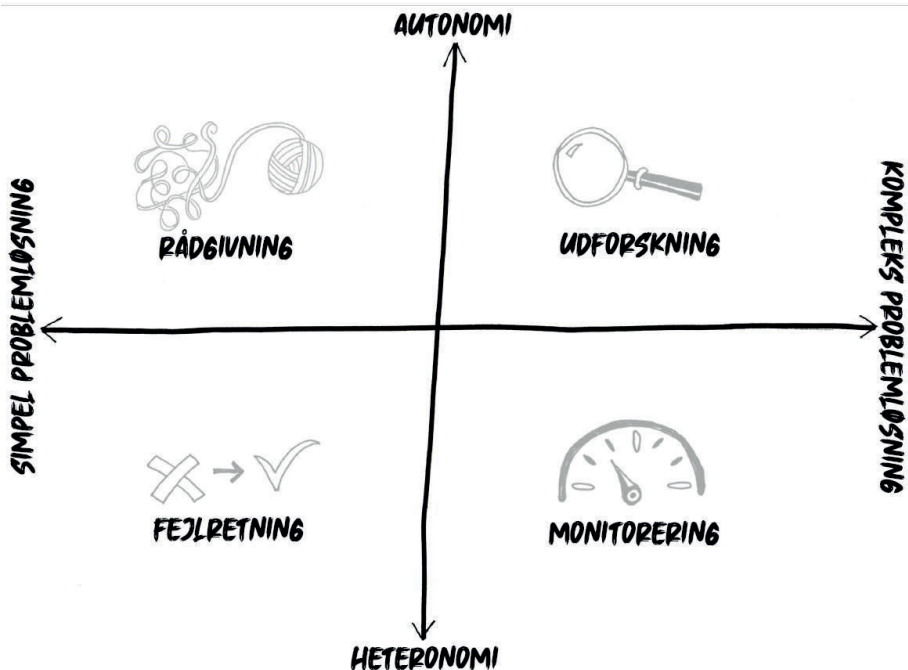 AUTONOMI
RÅDGIVNING
UDFORSKNING
SIMPEL PROBLEMLØSNING
KOMPLEKS PROBLEMLØSNING
FEJLRETNING
MONITORERING
HETERONOMI